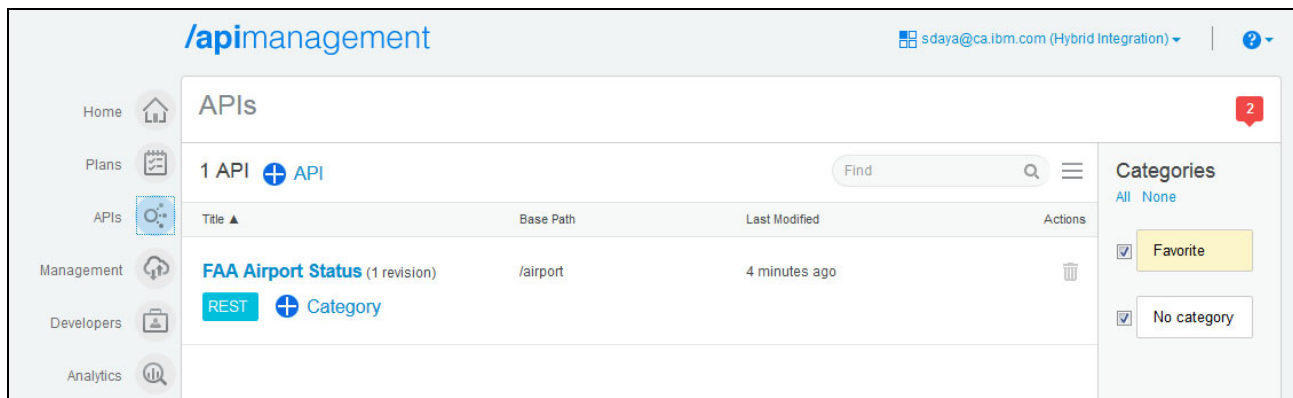 /apimanagement
sdaya@ca.ibm.com (Hybrid Integration)
?
Home
Plans
APIs
Management
Developers
Analytics
APIs
2
1 API API
Find
Title ▲ Base Path Last Modified Actions
FAA Airport Status (1 revision) /airport 4 minutes ago
REST Category
Categories
All None
Favorite
No category